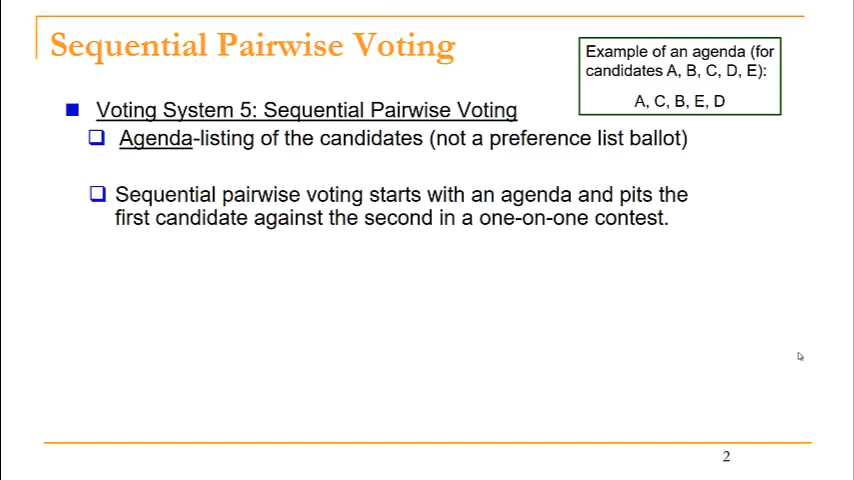 Sequential Pairwise Voting
Example of an agenda (for
candidates A, B, C, D, E):
A, C, B, E, D
Voting System 5: Sequential Pairwise Voting
Agenda-listing of the candidates (not a preference list ballot)
Sequential pairwise voting starts with an agenda and pits the
first candidate against the second in a one-on-one contest.
2